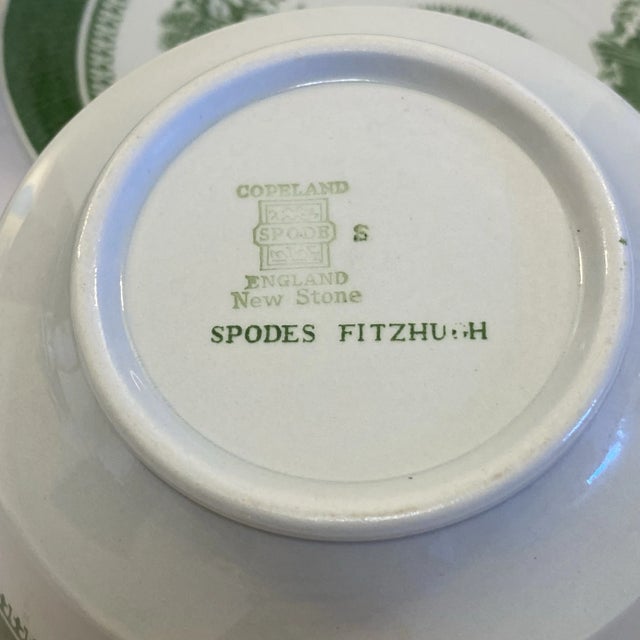 COPELAND
SPODE S
ENGLAND
New Stone
SPODES FITZHUGH